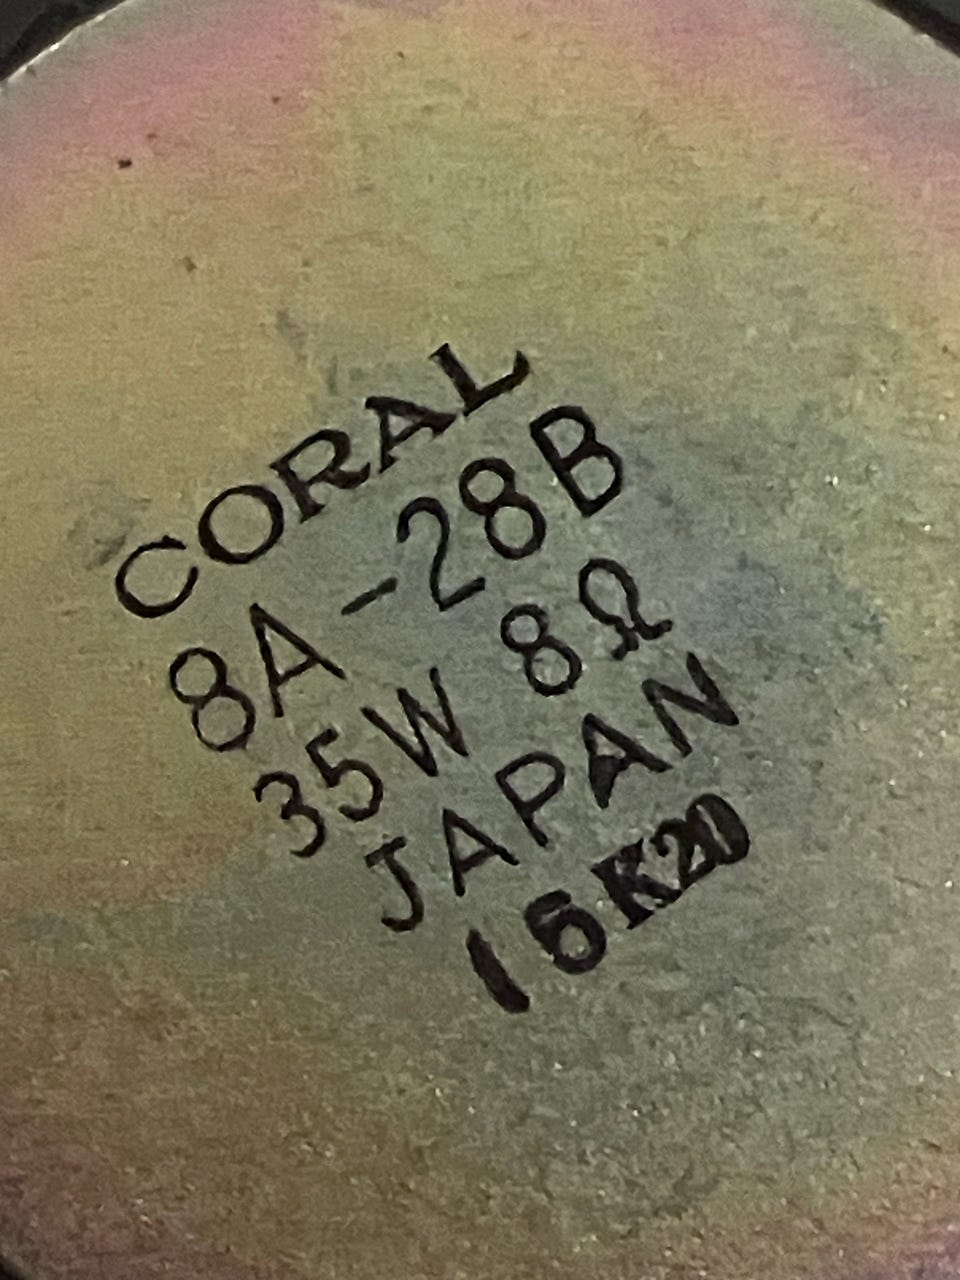 CORAL
8A-28B
35W 8Ω
JAPAN
16K20